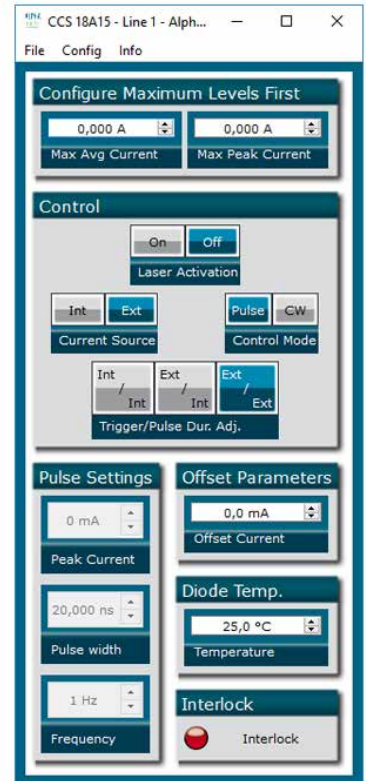 CCS 18A15 - Line 1 - Alph...
File Config Info
Configure Maximum Levels First
0,000 A 0,000 A
Max Avg Current Max Peak Current
Control
On Off
Laser Activation
Int Ext Pulse CW
Current Source Control Mode
Int Ext Ext
/ / /
Int Int Ext
Trigger/Pulse Dur. Adj.
Pulse Settings
0 mA
Peak Current
20,000 ns
Pulse width
1 Hz
Frequency
Offset Parameters
0,0 mA
Offset Current
Diode Temp.
25,0 °C
Temperature
Interlock
Interlock